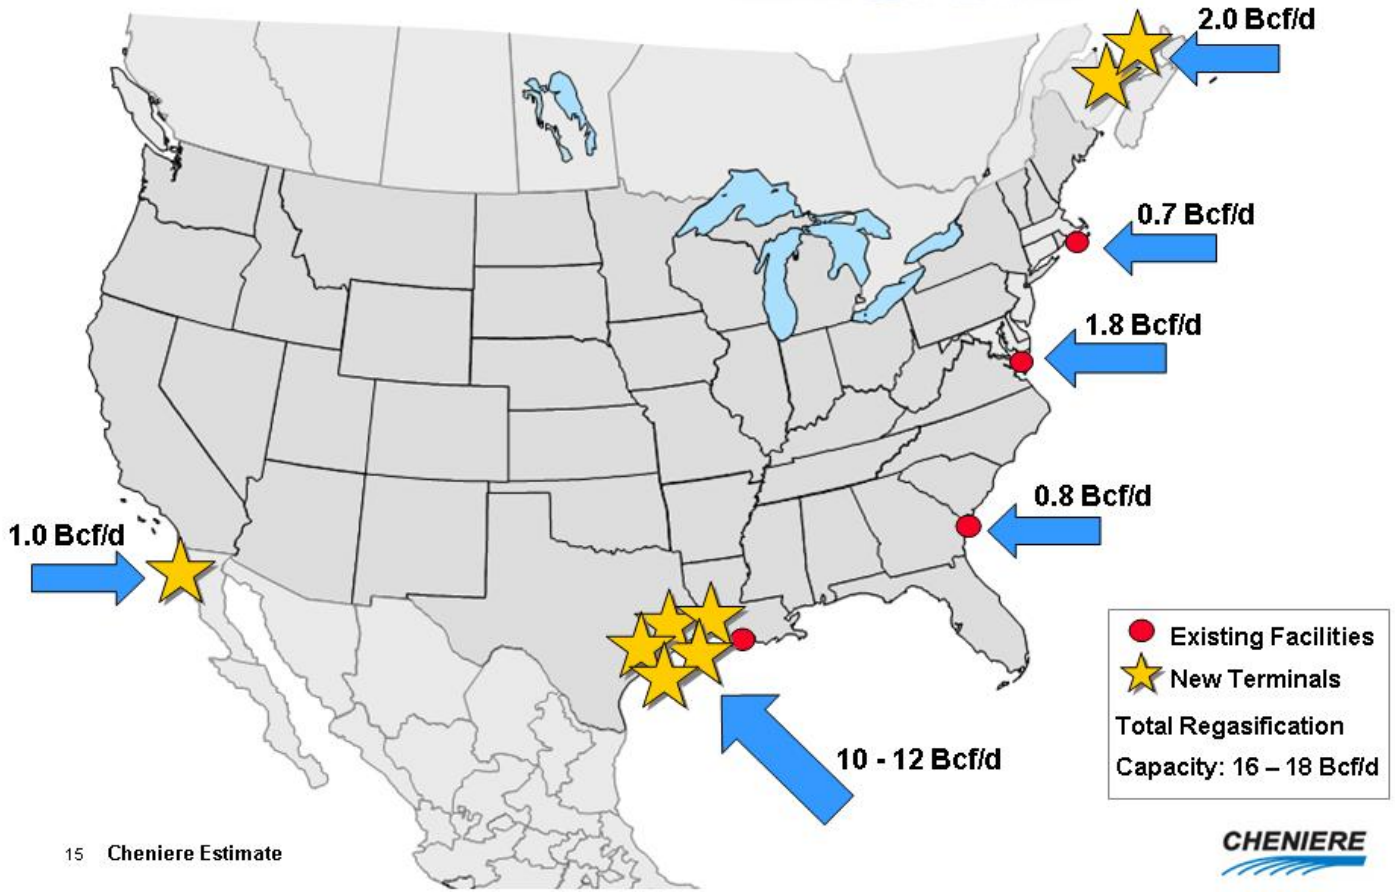 2.0 Bcf/d
0.7 Bcf/d
1.8 Bcf/d
0.8 Bcf/d
1.0 Bcf/d
10 - 12 Bcf/d
Existing Facilities
New Terminals
Total Regasification
Capacity: 16 – 18 Bcf/d
15 Cheniere Estimate
CHENIERE